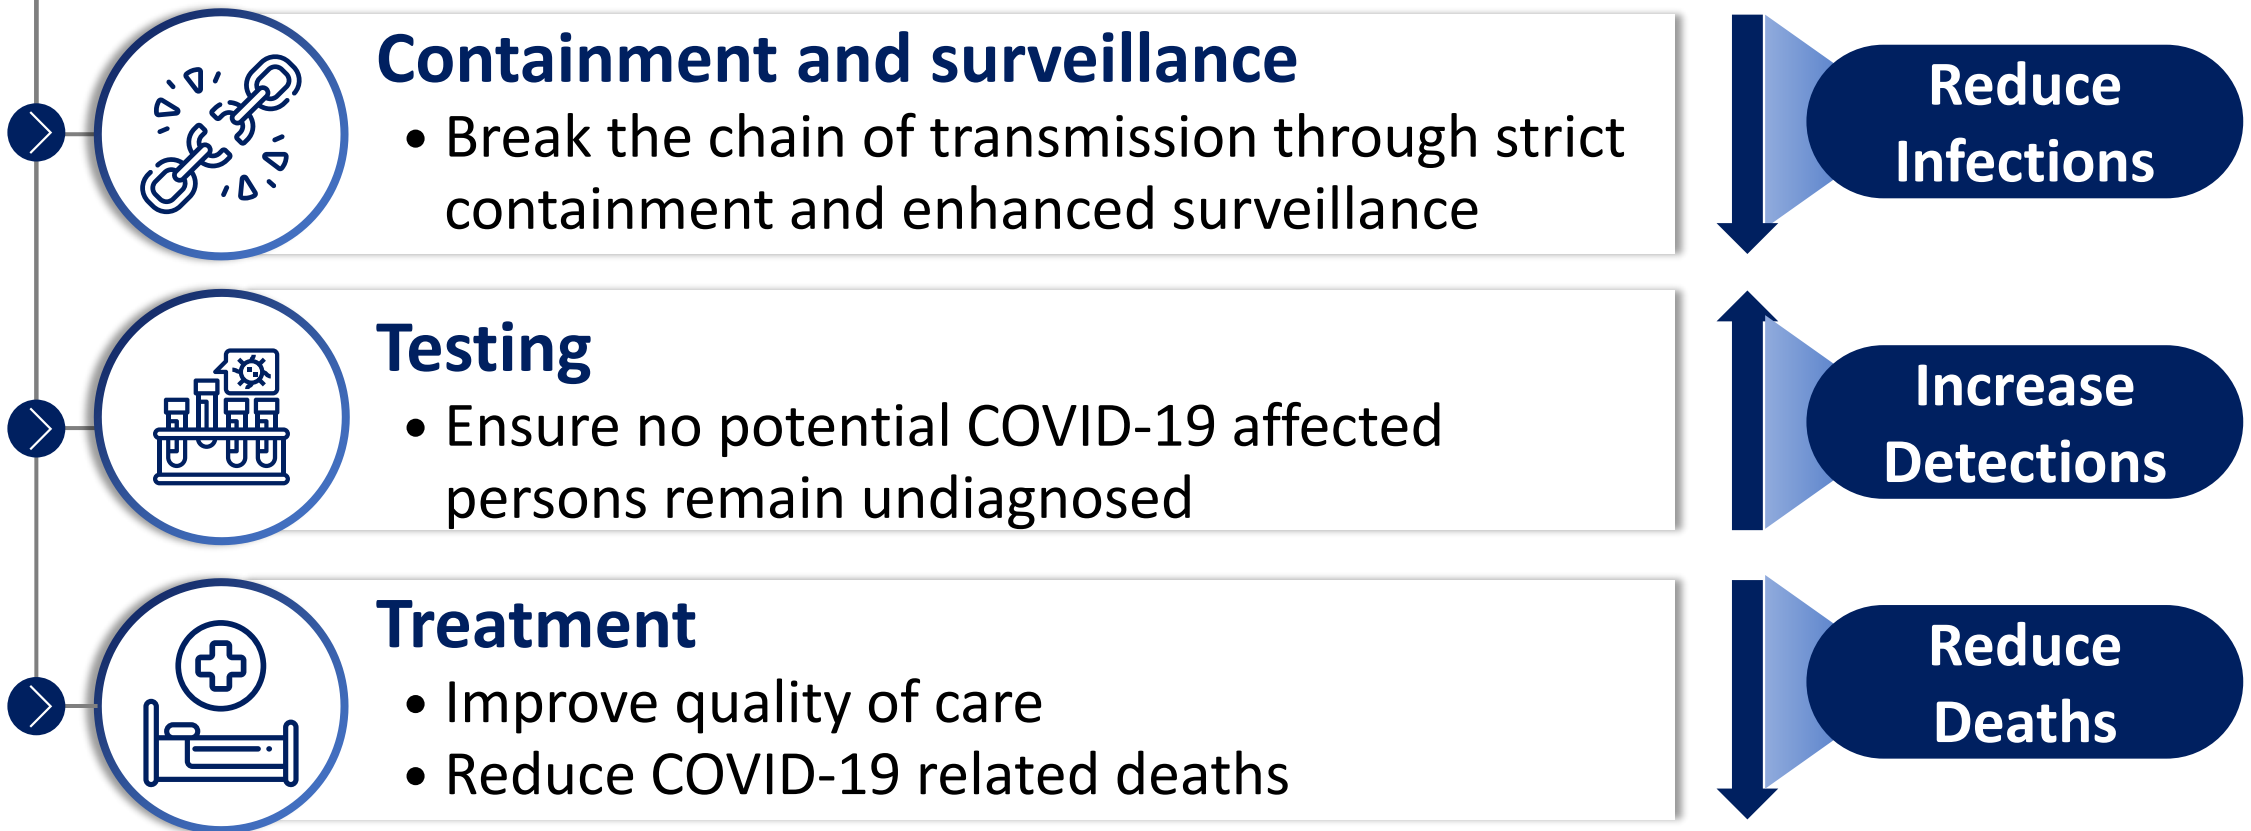 Containment and surveillance
• Break the chain of transmission through strict
containment and enhanced surveillance
Reduce
Infections
Testing
• Ensure no potential COVID-19 affected
persons remain undiagnosed
Increase
Detections
Treatment
• Improve quality of care
• Reduce COVID-19 related deaths
Reduce
Deaths